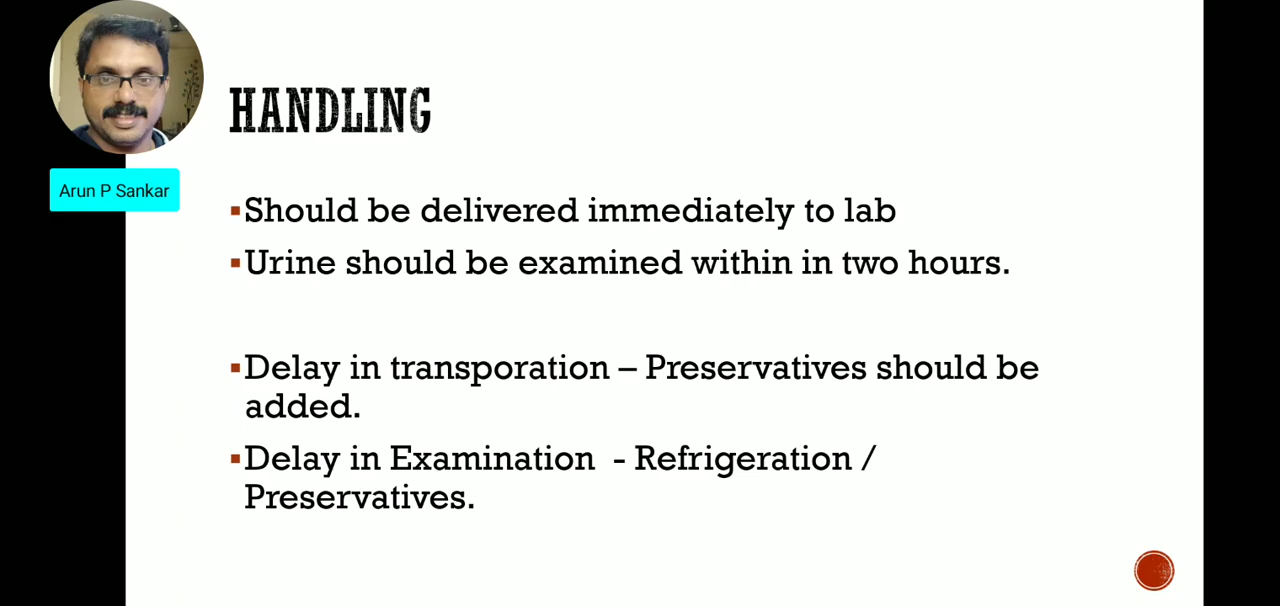 HANDLING
Arun P Sankar
▪Should be delivered immediately to lab
▪Urine should be examined within in two hours.
▪Delay in transporation – Preservatives should be
added.
▪Delay in Examination - Refrigeration /
Preservatives.